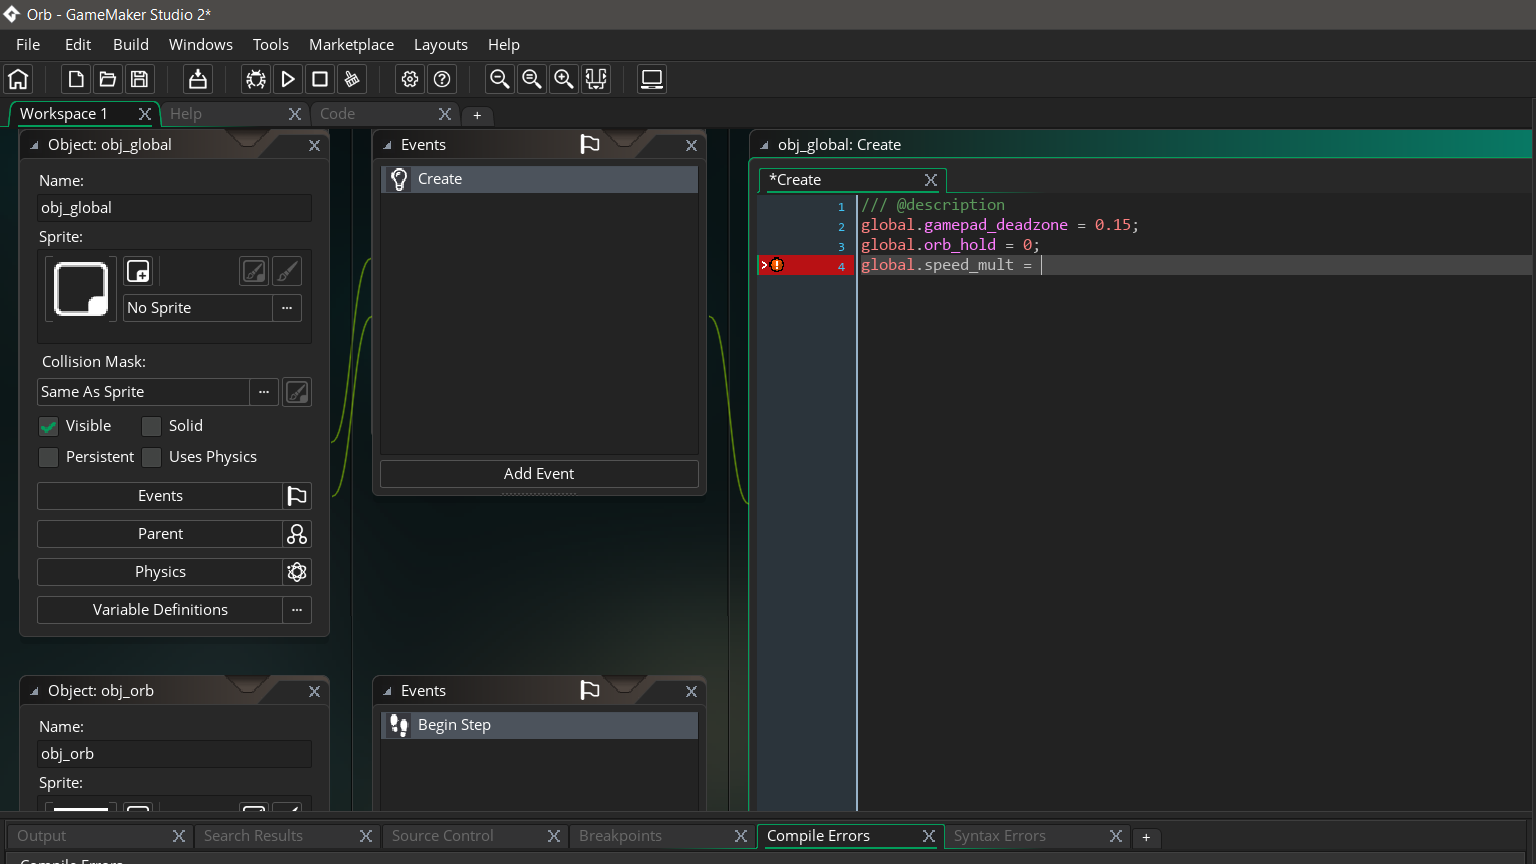 Orb - GameMaker Studio 2*
File Edit Build Windows Tools Marketplace Layouts Help
Workspace 1 Help Code +
Object: obj_global
Name:
obj_global
Sprite:
No Sprite ...
Collision Mask:
Same As Sprite ...
Visible Solid
Persistent Uses Physics
Events
Parent
Physics
Variable Definitions ...
Events
Create
Add Event
obj_global: Create
*Create
1 /// @description
2 global.gamepad_deadzone = 0.15;
3 global.orb_hold = 0;
4 global.speed_mult =
Object: obj_orb
Name:
obj_orb
Sprite:
Events
Begin Step
Output Search Results Source Control Breakpoints Compile Errors Syntax Errors +
Compile Errors